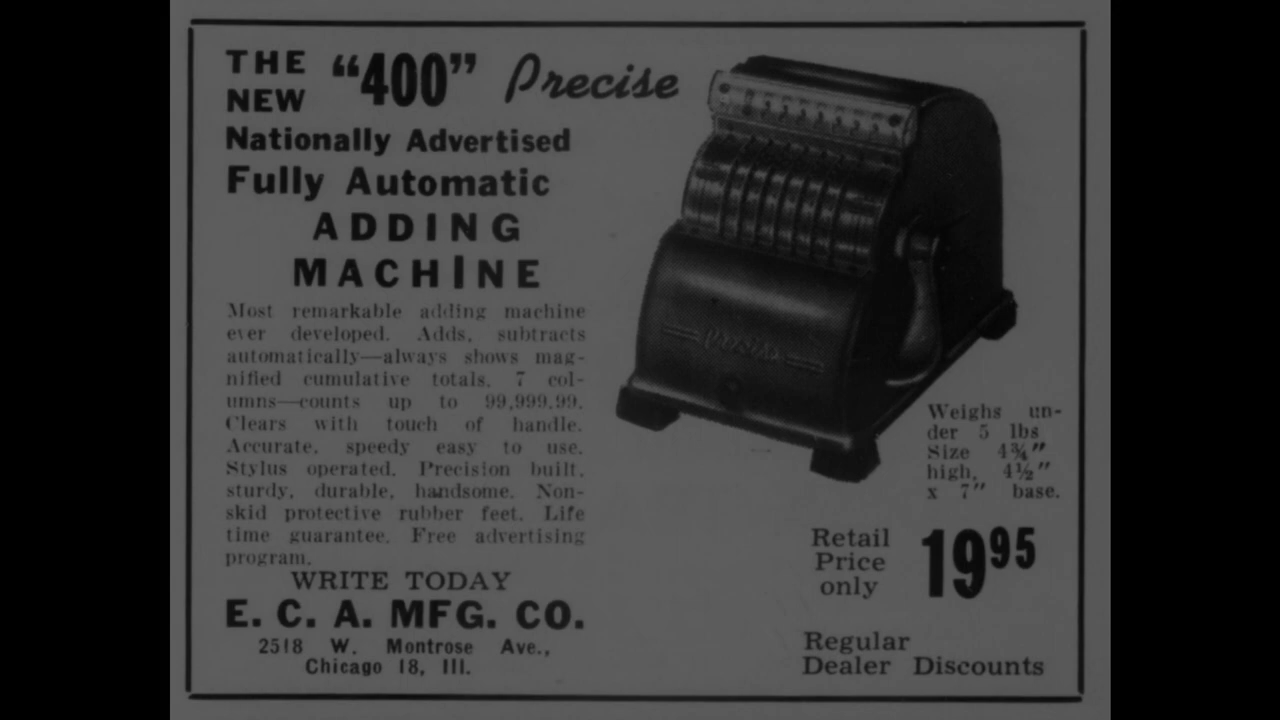 THE NEW "400" Precise
Nationally Advertised
Fully Automatic
ADDING
MACHINE
Most remarkable adding machine
ever developed. Adds, subtracts
automatically—always shows mag-
nified cumulative totals. 7 col-
umns—counts up to 99,999.99.
Clears with touch of handle.
Accurate, speedy easy to use.
Stylus operated. Precision built,
sturdy, durable, handsome. Non-
skid protective rubber feet. Life
time guarantee. Free advertising
program.
WRITE TODAY
E. C. A. MFG. CO.
2518 W. Montrose Ave.,
Chicago 18, Ill.
precise
Weighs un-
der 5 lbs
Size 4¾"
high, 4½"
x 7" base.
Retail
Price
only
19 95
Regular
Dealer Discounts